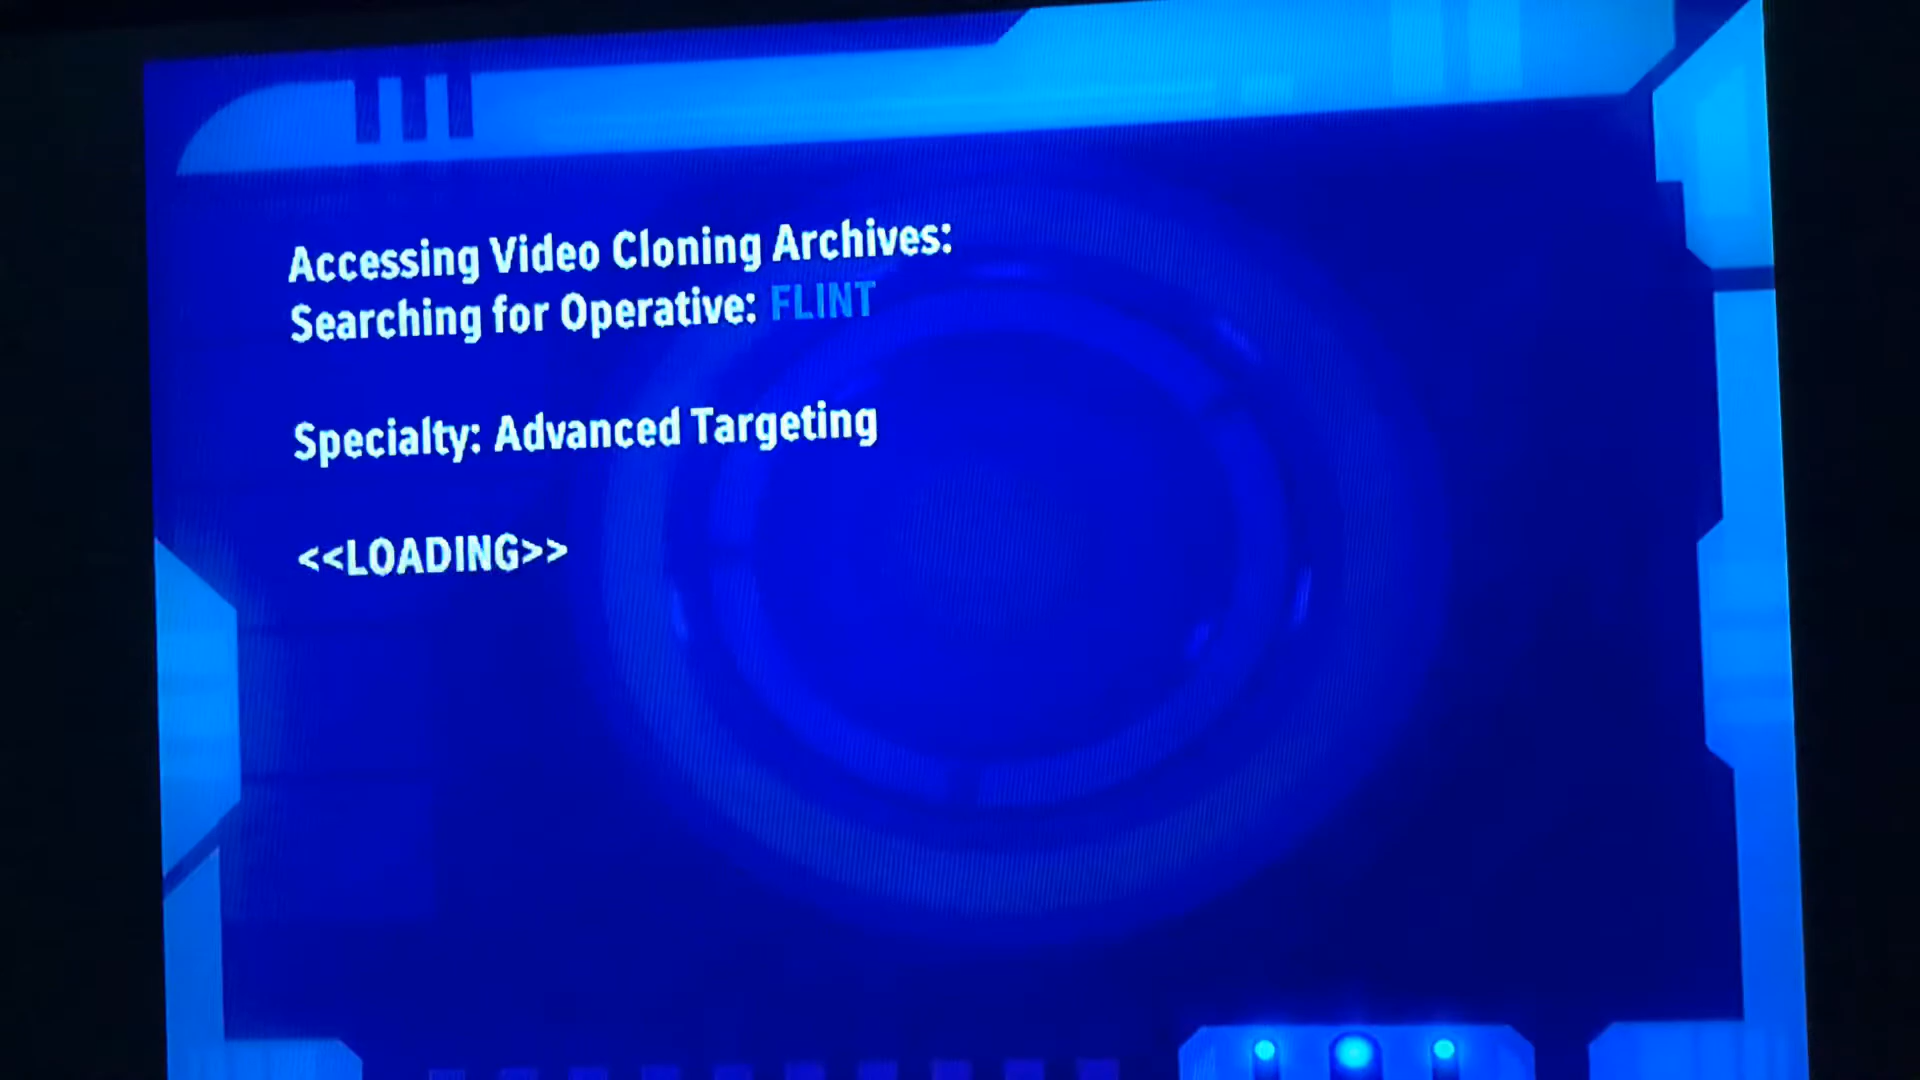 Accessing Video Cloning Archives:
Searching for Operative: FLINT
Specialty: Advanced Targeting
<<LOADING>>